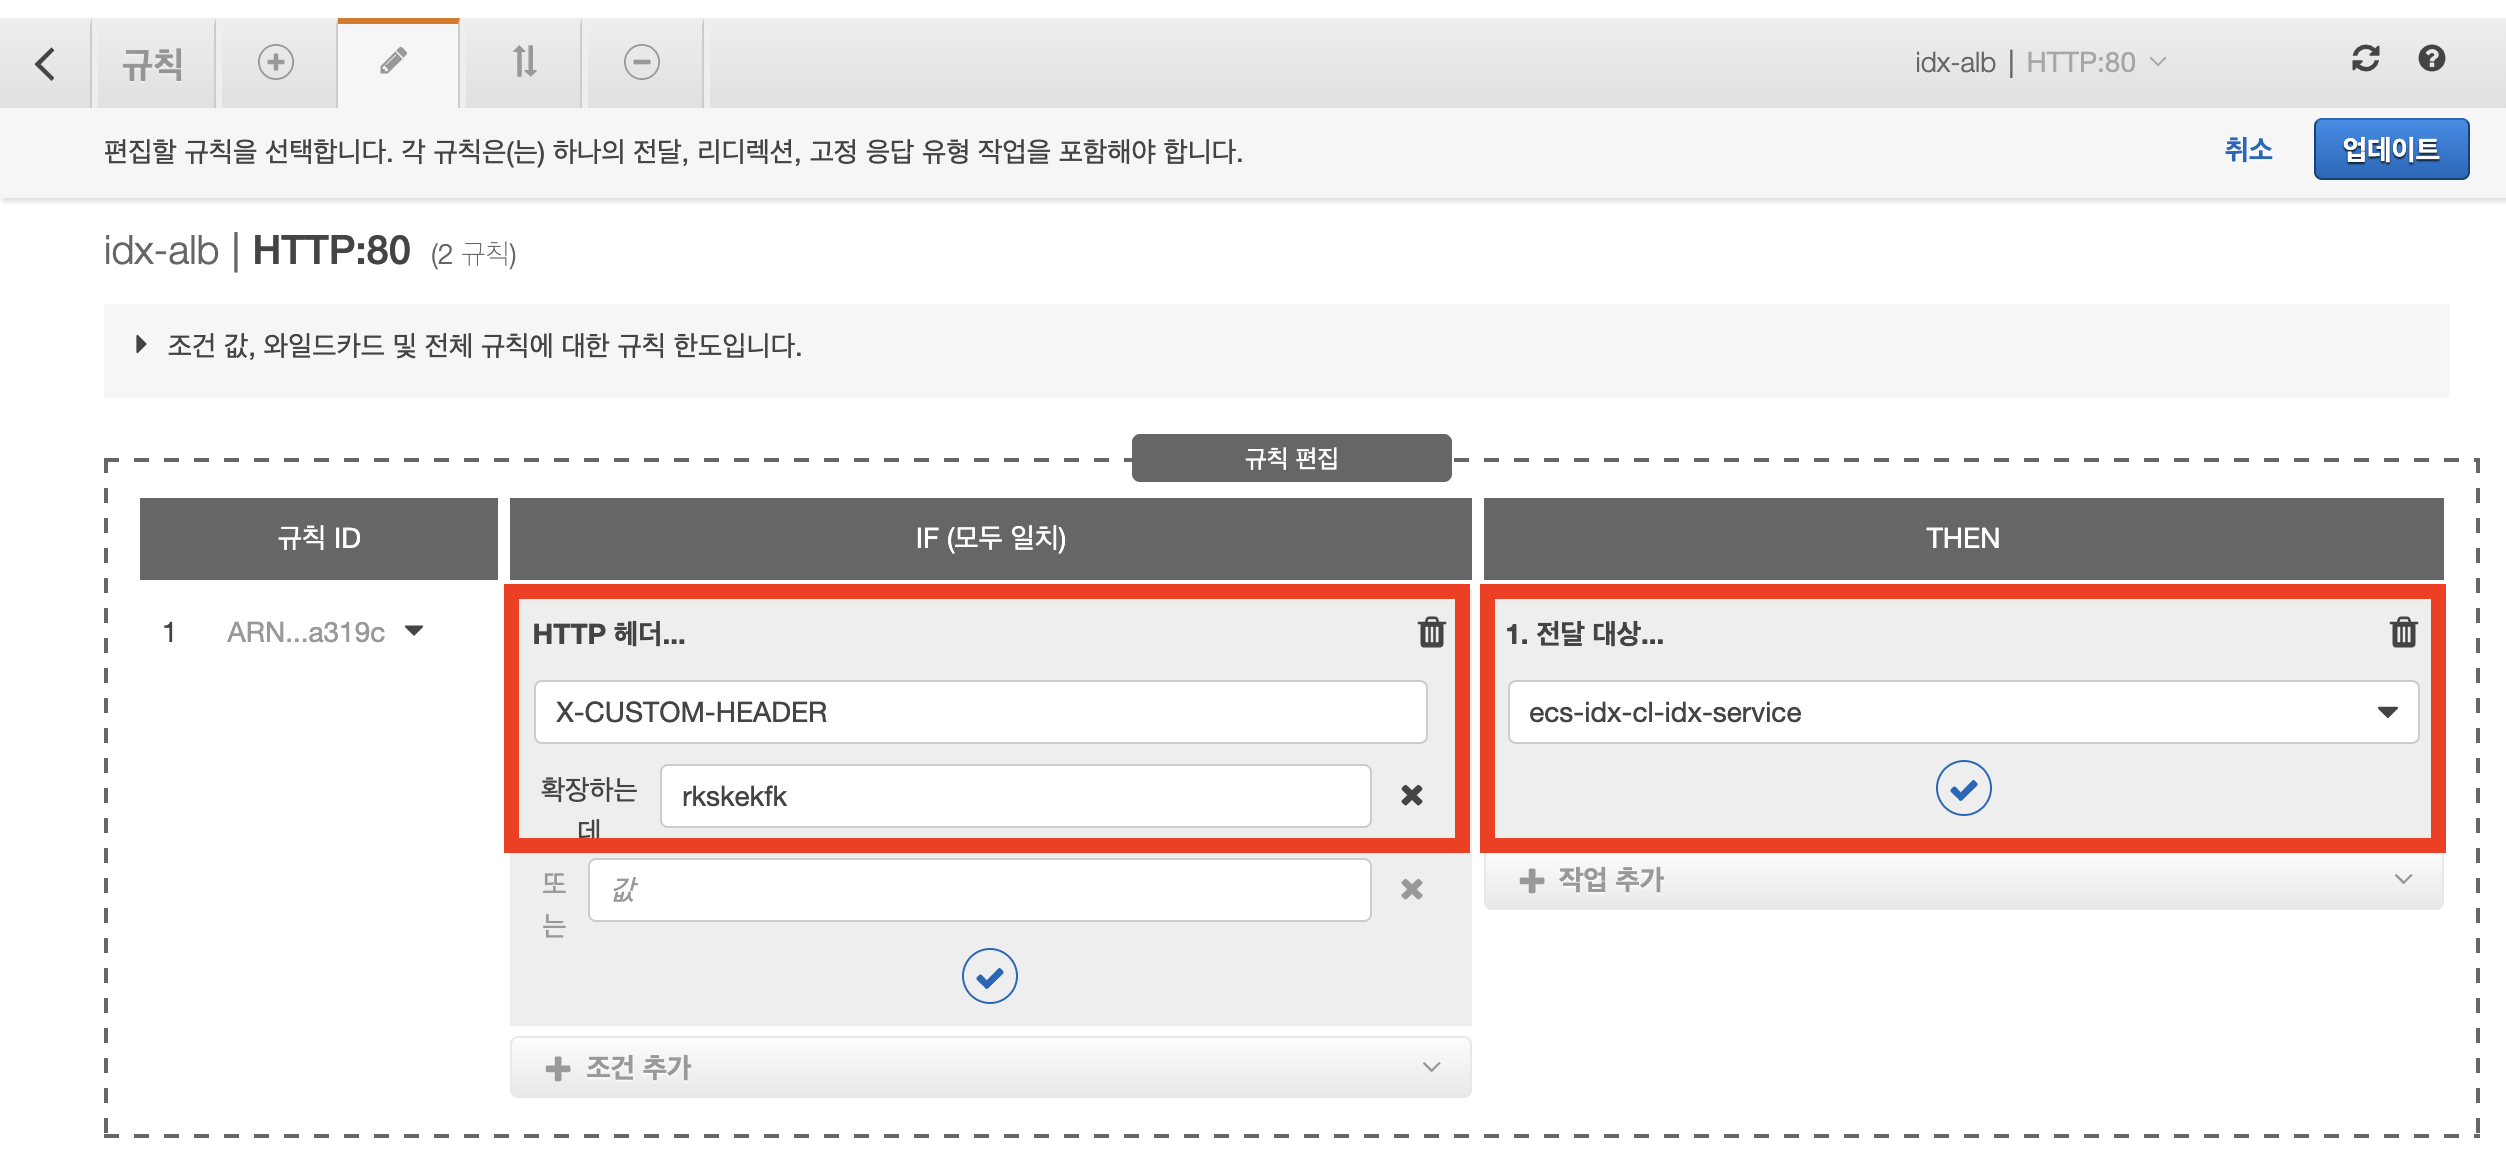 규칙
idx-alb | HTTP:80
편집할 규칙을 선택합니다. 각 규칙은(는) 하나의 전달, 리디렉션, 고정 응답 유형 작업을 포함해야 합니다.
취소
업데이트
idx-alb | HTTP:80 (2 규칙)
조건 값, 와일드카드 및 전체 규칙에 대한 규칙 한도입니다.
규칙 편집
규칙 ID
IF (모두 일치)
THEN
1 ARN...a319c
HTTP 헤더...
X-CUSTOM-HEADER
확장하는
데
rkskekfk
또
는
값
조건 추가
1. 전달 대상...
ecs-idx-cl-idx-service
작업 추가